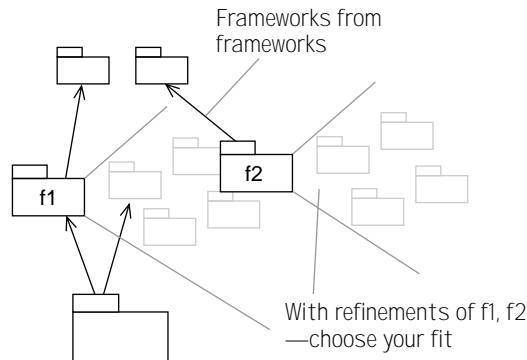 Frameworks from
frameworks
f1
f2
With refinements of f1, f2
—choose your fit